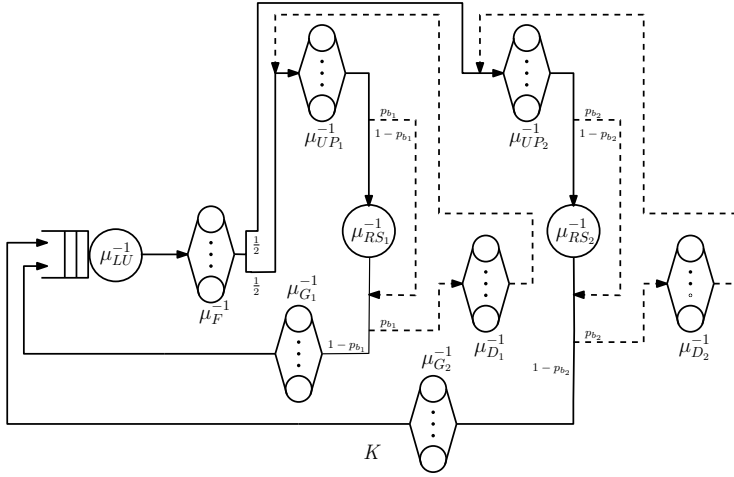 p_{b_1}
p_{b_2}
1 − p_{b_1}
1 − p_{b_2}
μ_{UP_1}^{−1}
μ_{UP_2}^{−1}
μ_{LU}^{−1}
1/2
μ_{RS_1}^{−1}
μ_{RS_2}^{−1}
1/2
μ_F^{−1}
μ_{G_1}^{−1}
p_{b_1}
p_{b_2}
1 − p_{b_1}
μ_{D_1}^{−1}
μ_{D_2}^{−1}
μ_{G_2}^{−1}
1 − p_{b_2}
K